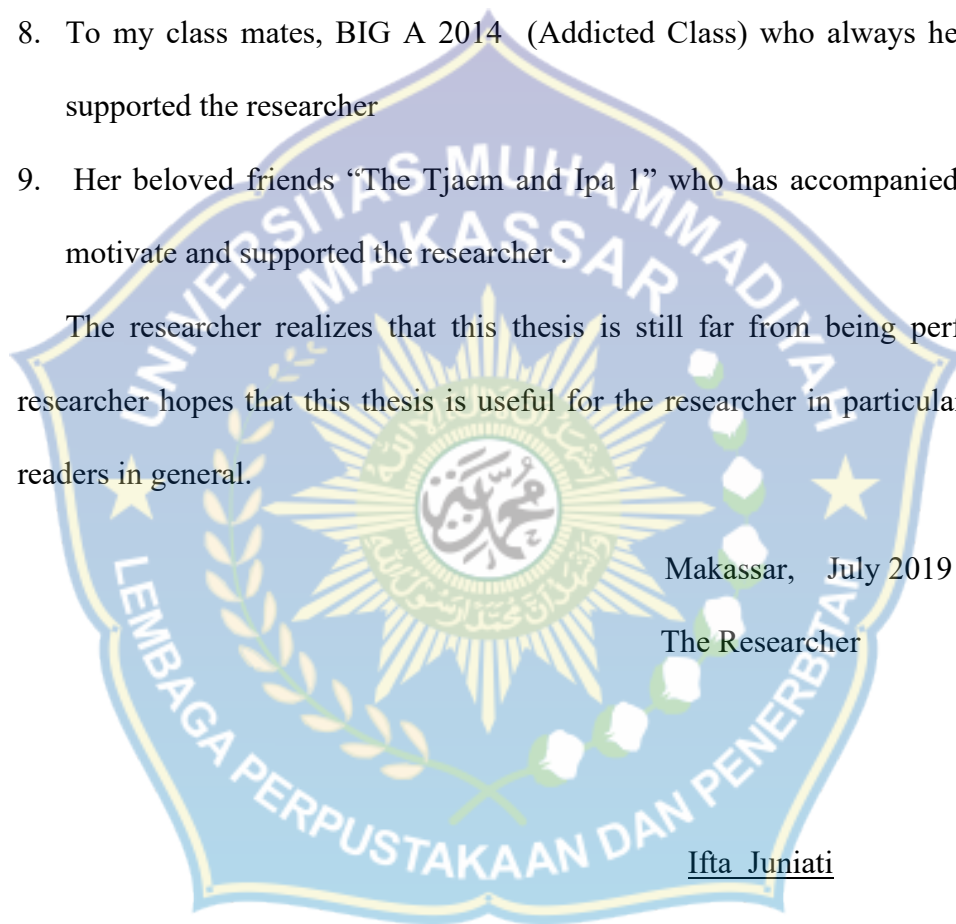 8. To my class mates, BIG A 2014 (Addicted Class) who always he
supported the researcher
9. Her beloved friends “The Tjaem and Ipa 1” who has accompanied
motivate and supported the researcher .
The researcher realizes that this thesis is still far from being perf
researcher hopes that this thesis is useful for the researcher in particula
readers in general.
Makassar, July 2019
The Researcher
Ifta Juniati
UNIVERSITAS MUHAMMADIYAH
MAKASSAR
LEMBAGA PERPUSTAKAAN DAN PENERBITAN